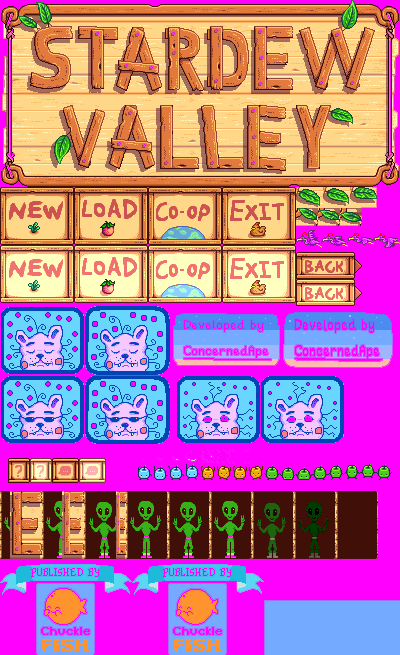 STARDEW
VALLEY
NEW LOAD CO-OP EXIT
NEW LOAD CO-OP EXIT
BACK
BACK
Developed by Developed by
ConcernedApe ConcernedApe
? ?
E E
PUBLISHED BY PUBLISHED BY
Chuckle Chuckle
FISH FISH